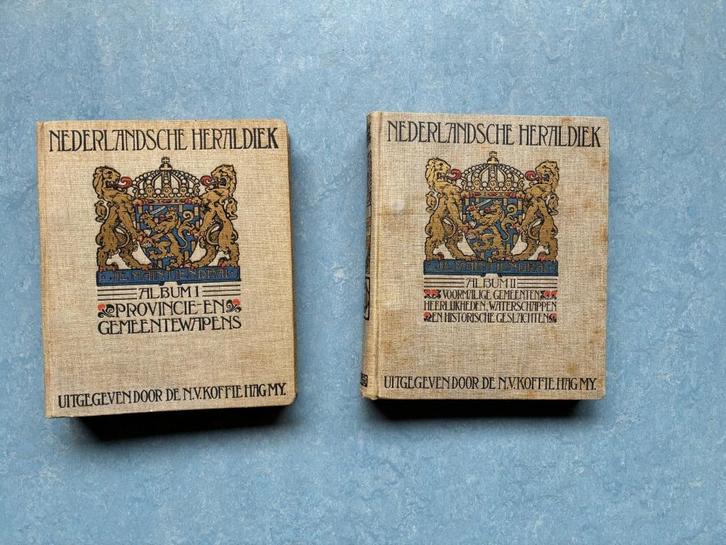 NEDERLANDSCHE HERALDIEK
JE MAINTIENDRAI
ALBUM I
PROVINCIE- EN
GEMEENTEWAPENS
UITGEGEVEN DOOR DE N.V. KOFFIE HAG MY.
NEDERLANDSCHE HERALDIEK
JE MAINTIENDRAI
ALBUM II
VOORMALIGE GEMEENTEN
HEERLIJKHEDEN, WATERSCHAPPEN
EN HISTORISCHE GESLACHTEN
UITGEGEVEN DOOR DE N.V. KOFFIE HAG MY.